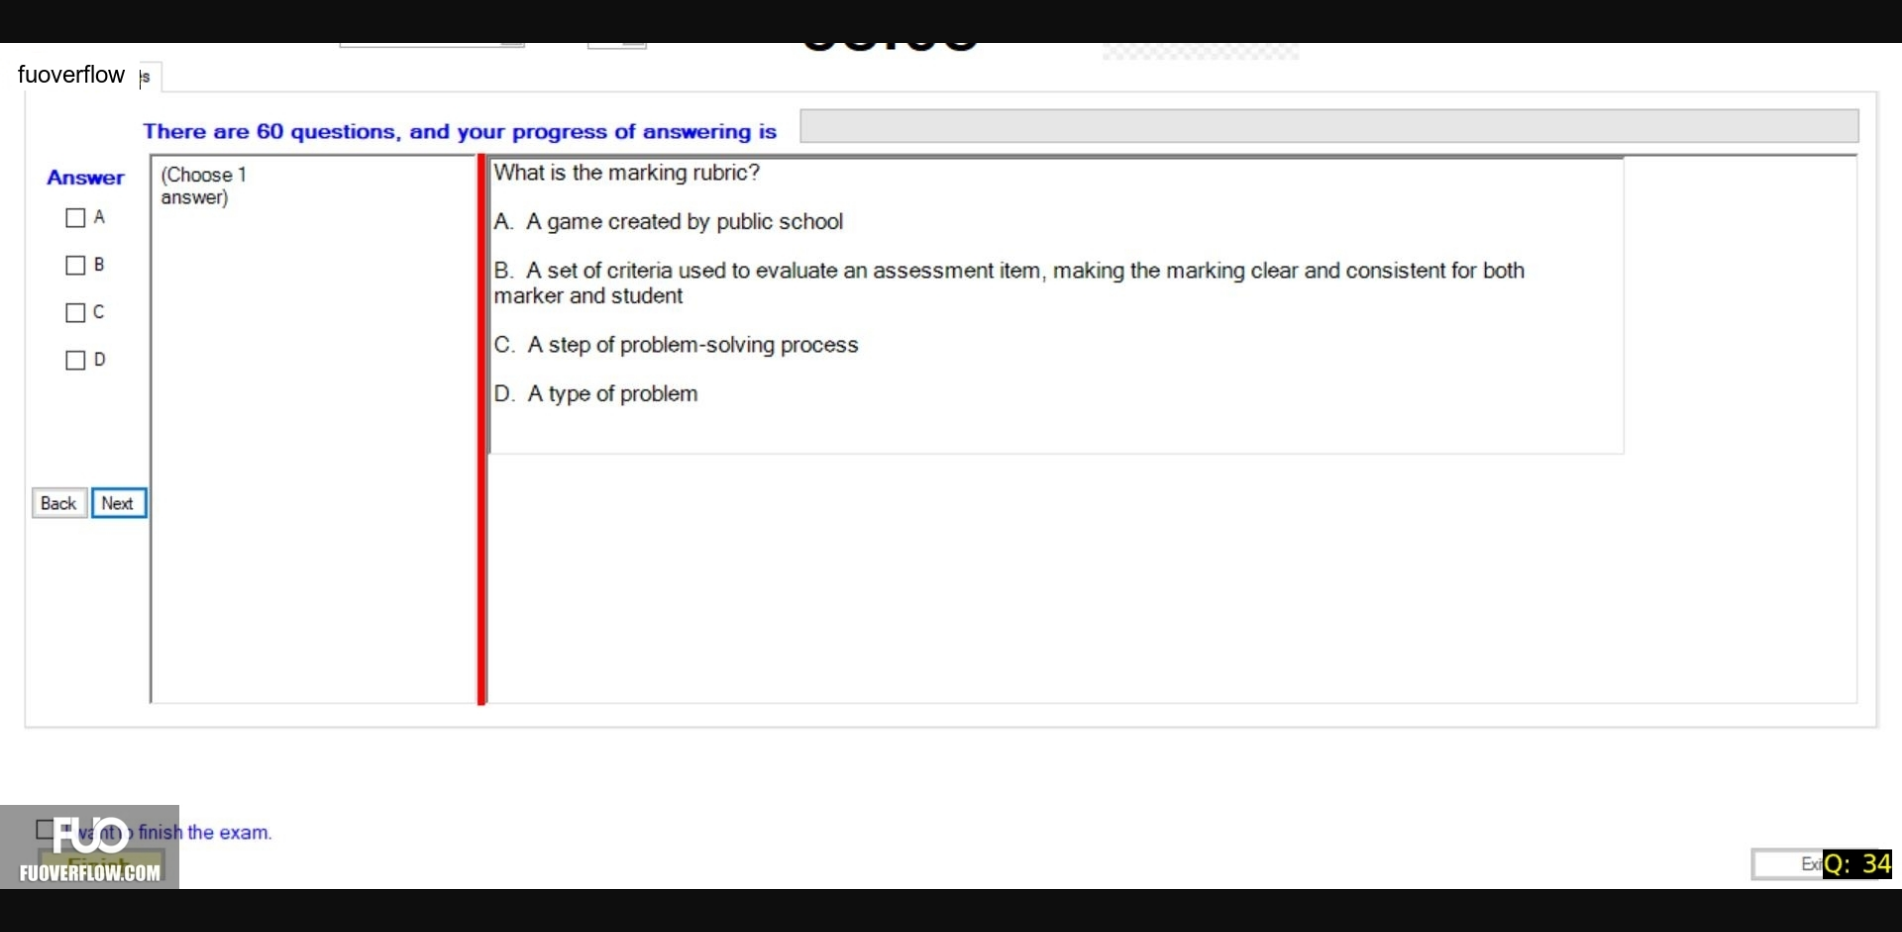 fuoverflow
There are 60 questions, and your progress of answering is
Answer
(Choose 1
answer)
A
B
C
D
What is the marking rubric?
A. A game created by public school
B. A set of criteria used to evaluate an assessment item, making the marking clear and consistent for both
marker and student
C. A step of problem-solving process
D. A type of problem
Back
Next
I want to finish the exam.
FUO
FUOVERFLOW.COM
Q: 34